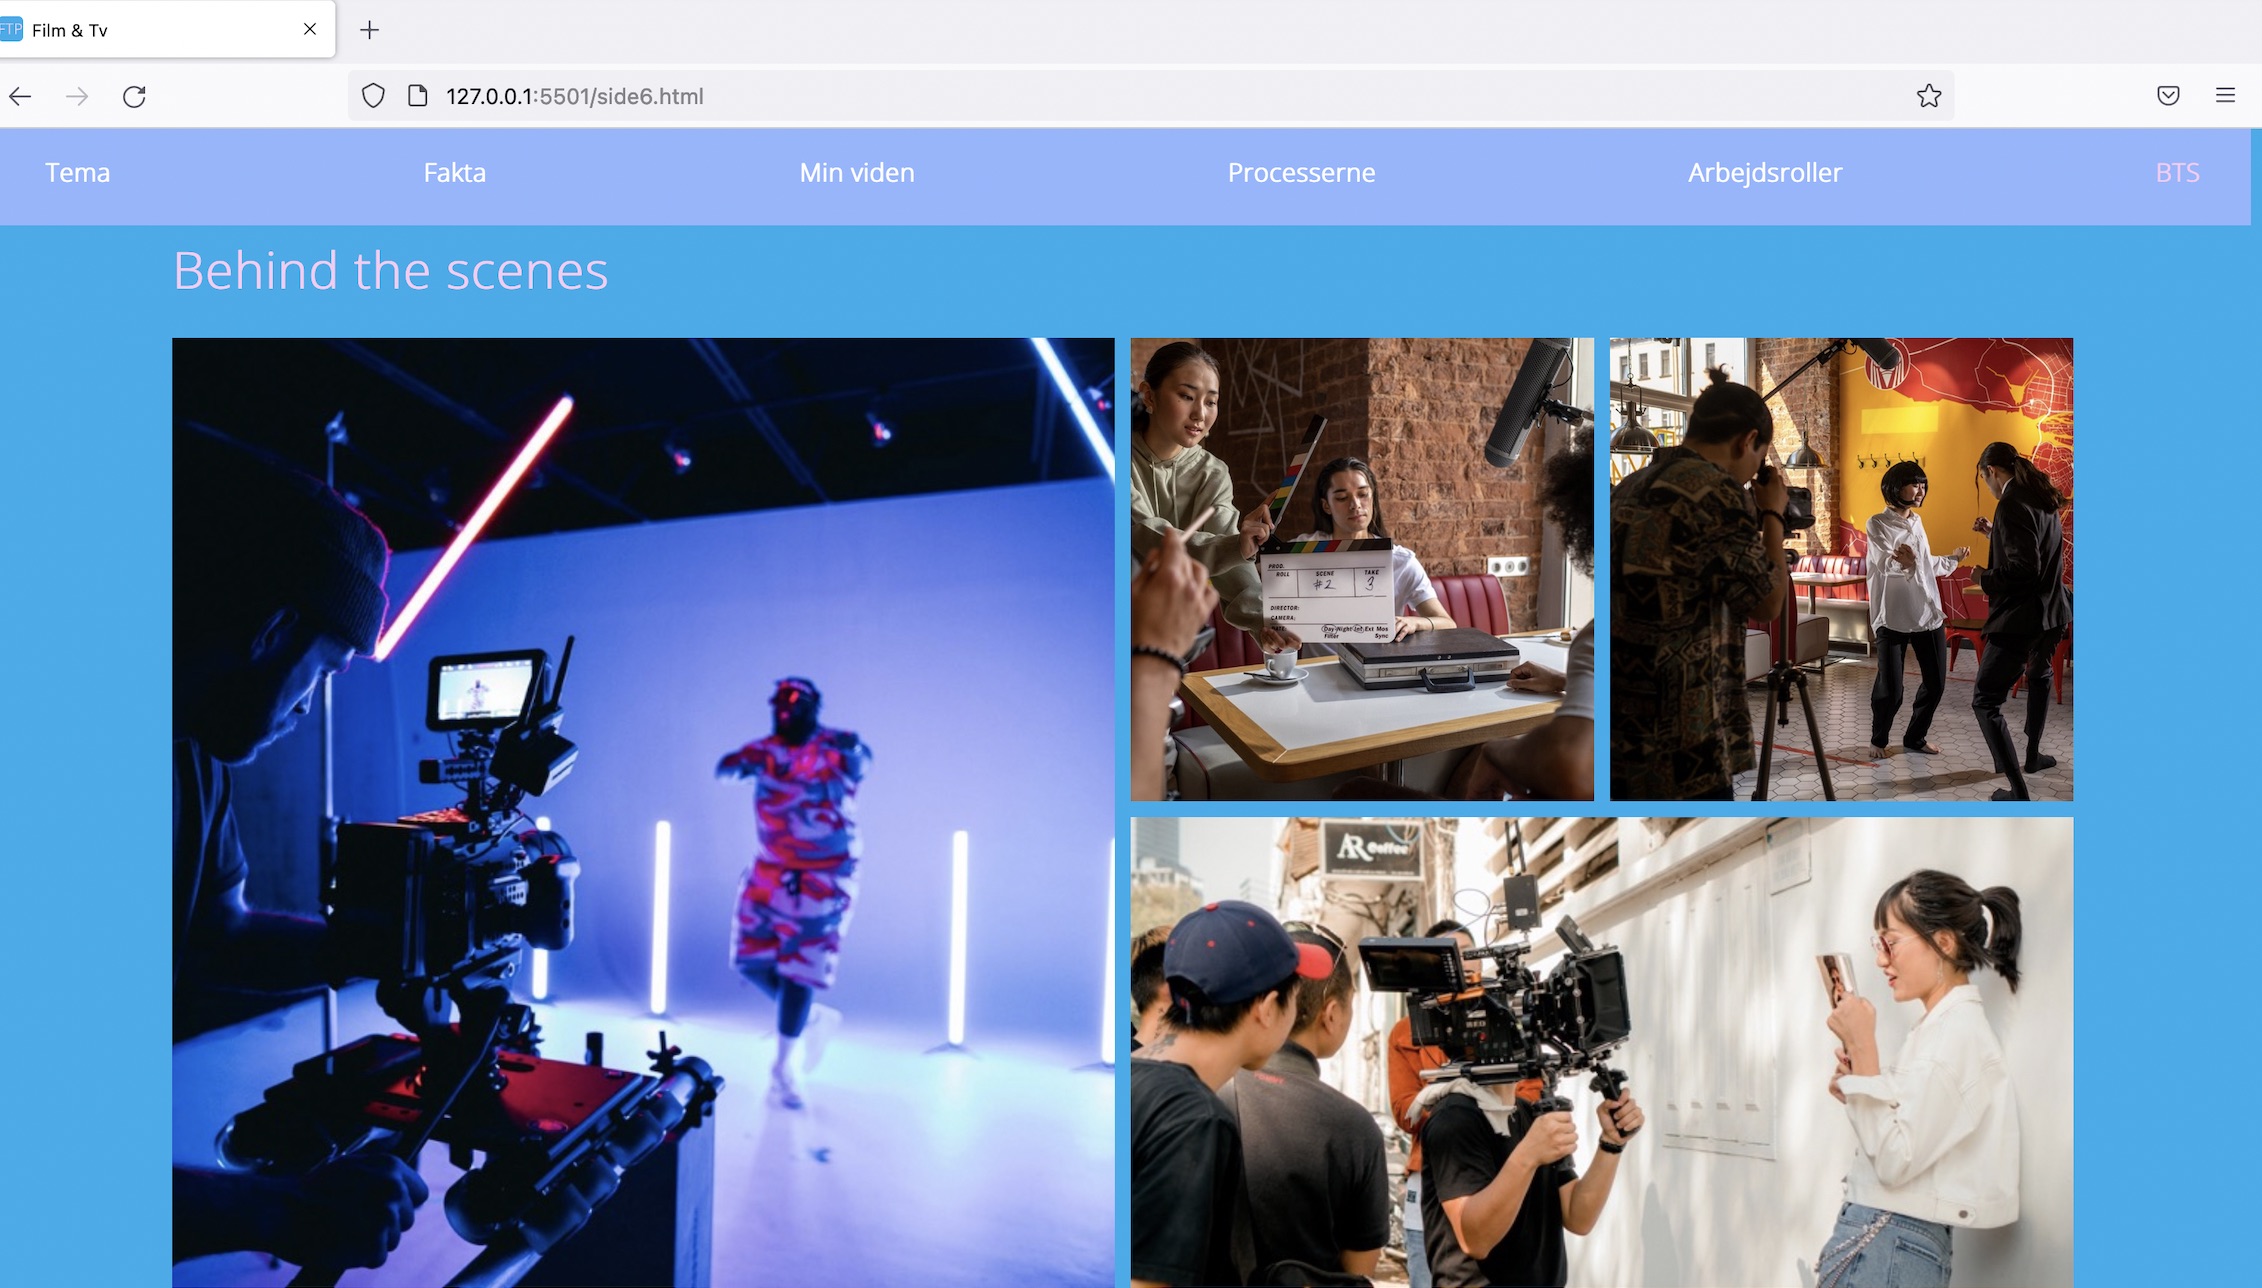 FTP Film & Tv
127.0.0.1:5501/side6.html
Tema Fakta Min viden Processerne Arbejdsroller BTS
Behind the scenes
PROD.
ROLL SCENE TAKE
#2 3
DIRECTOR:
CAMERA:
DATE: Day Night Int Ext Mos
Filter Sync
AR Coffee
RED